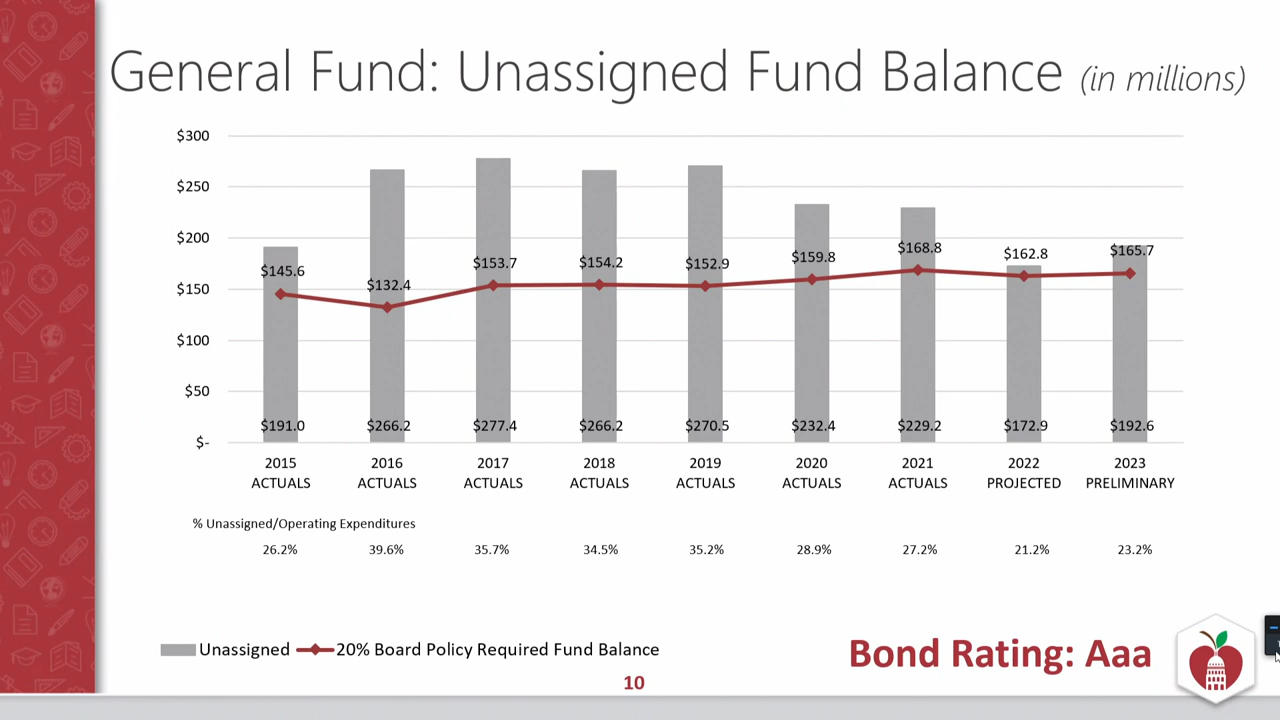 General Fund: Unassigned Fund Balance (in millions)
$300
$250
$200
$150
$100
$50
$-
$145.6
$132.4
$153.7
$154.2
$152.9
$159.8
$168.8
$162.8
$165.7
$191.0
$266.2
$277.4
$266.2
$270.5
$232.4
$229.2
$172.9
$192.6
2015 ACTUALS
2016 ACTUALS
2017 ACTUALS
2018 ACTUALS
2019 ACTUALS
2020 ACTUALS
2021 ACTUALS
2022 PROJECTED
2023 PRELIMINARY
% Unassigned/Operating Expenditures
26.2% 39.6% 35.7% 34.5% 35.2% 28.9% 27.2% 21.2% 23.2%
Unassigned
20% Board Policy Required Fund Balance
Bond Rating: Aaa
10